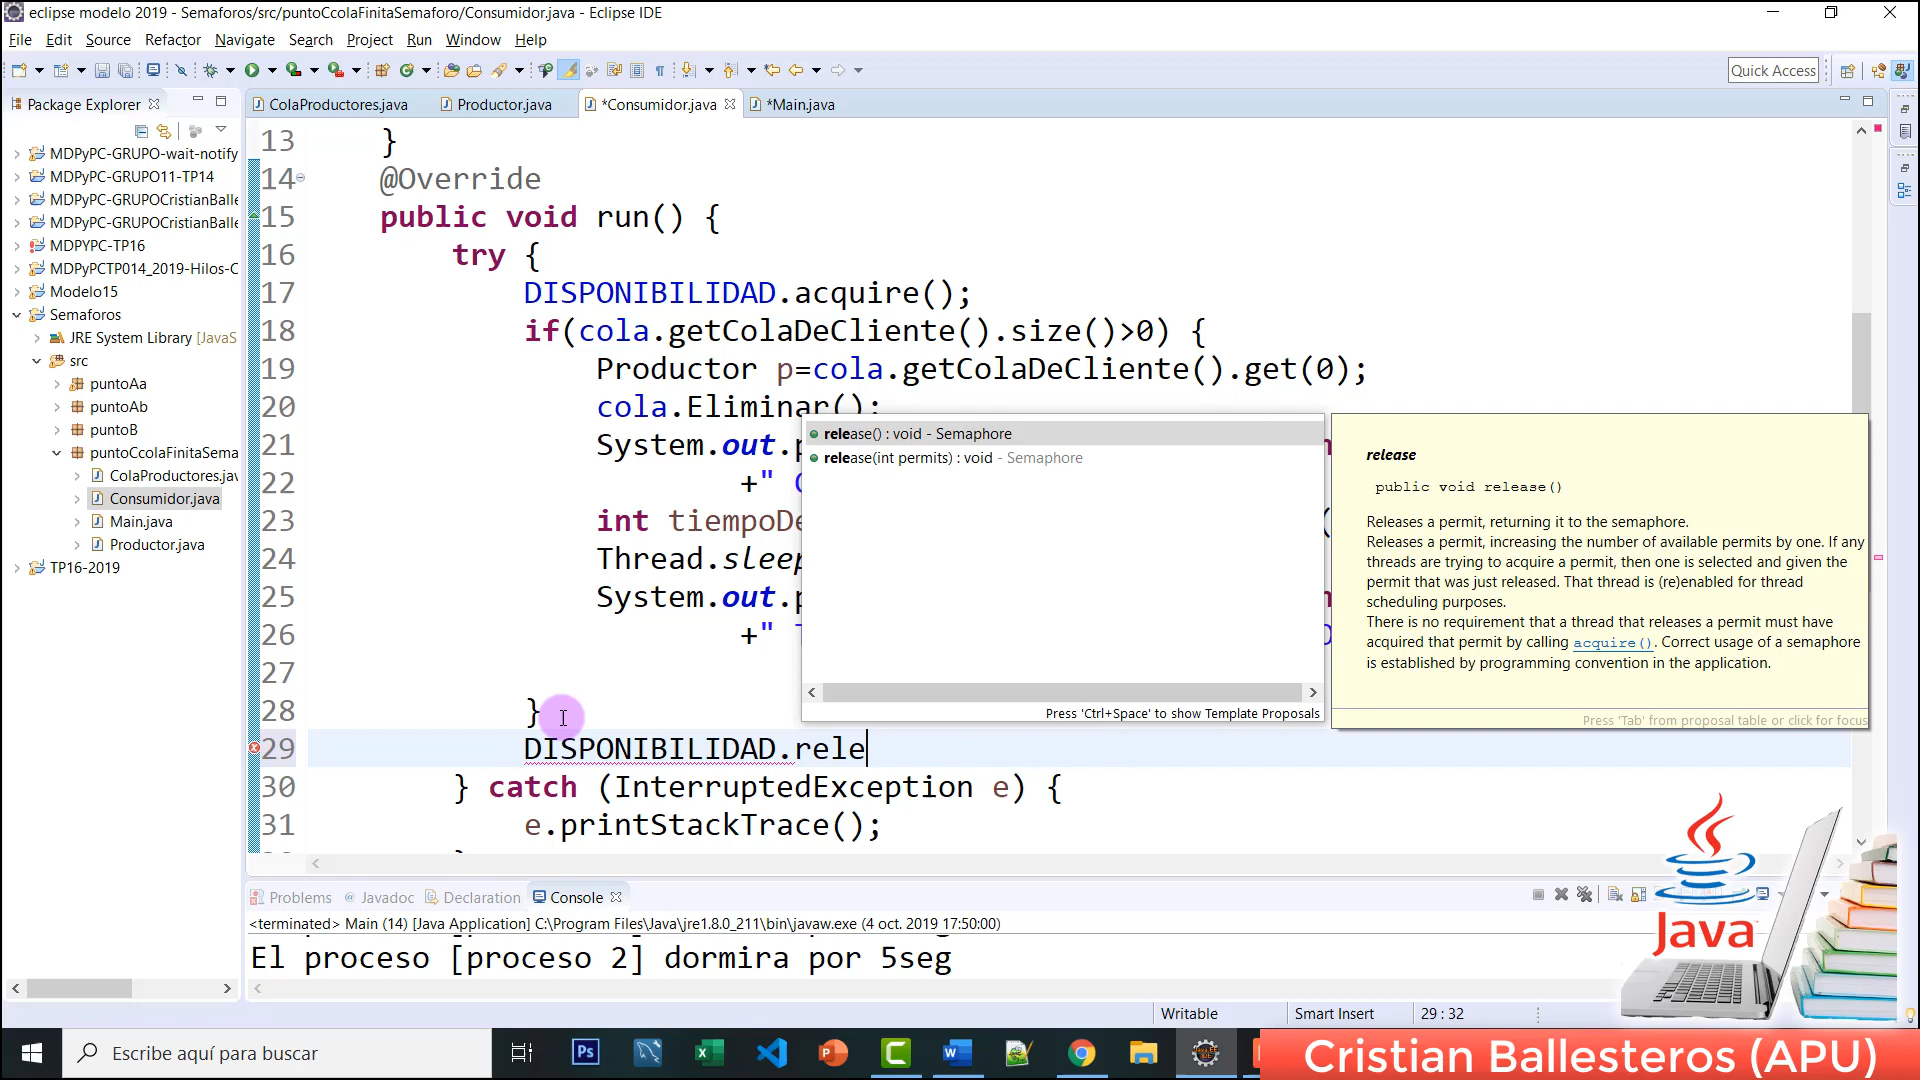 eclipse modelo 2019 - Semaforos/src/puntoCcolaFinitaSemaforo/Consumidor.java - Eclipse IDE
File Edit Source Refactor Navigate Search Project Run Window Help
Quick Access
Package Explorer
ColaProductores.java Productor.java *Consumidor.java *Main.java
MDPyPC-GRUPO-wait-notify
MDPyPC-GRUPO11-TP14
MDPyPC-GRUPOCristianBalle
MDPyPC-GRUPOCristianBalle
MDPYPC-TP16
MDPyPCTP014_2019-Hilos-C
Modelo15
Semaforos
JRE System Library [JavaS
src
puntoAa
puntoAb
puntoB
puntoCcolaFinitaSema
ColaProductores.jav
Consumidor.java
Main.java
Productor.java
TP16-2019
13 }
14 @Override
15 public void run() {
16 try {
17 DISPONIBILIDAD.acquire();
18 if(cola.getColaDeCliente().size()>0) {
19 Productor p=cola.getColaDeCliente().get(0);
20 cola.Eliminar();
21 System.out.
22 +"
23 int tiempoDe
24 Thread.sleep
25 System.out.
26 +"
27
28 }
29 DISPONIBILIDAD.rele
30 } catch (InterruptedException e) {
31 e.printStackTrace();
release() : void - Semaphore
release(int permits) : void - Semaphore
Press 'Ctrl+Space' to show Template Proposals
release
public void release()
Releases a permit, returning it to the semaphore.
Releases a permit, increasing the number of available permits by one. If any
threads are trying to acquire a permit, then one is selected and given the
permit that was just released. That thread is (re)enabled for thread
scheduling purposes.
There is no requirement that a thread that releases a permit must have
acquired that permit by calling acquire(). Correct usage of a semaphore
is established by programming convention in the application.
Press 'Tab' from proposal table or click for focus
Problems Javadoc Declaration Console
<terminated> Main (14) [Java Application] C:\Program Files\Java\jre1.8.0_211\bin\javaw.exe (4 oct. 2019 17:50:00)
El proceso [proceso 2] dormira por 5seg
Writable Smart Insert 29 : 32
Java
Escribe aquí para buscar
Cristian Ballesteros (APU)